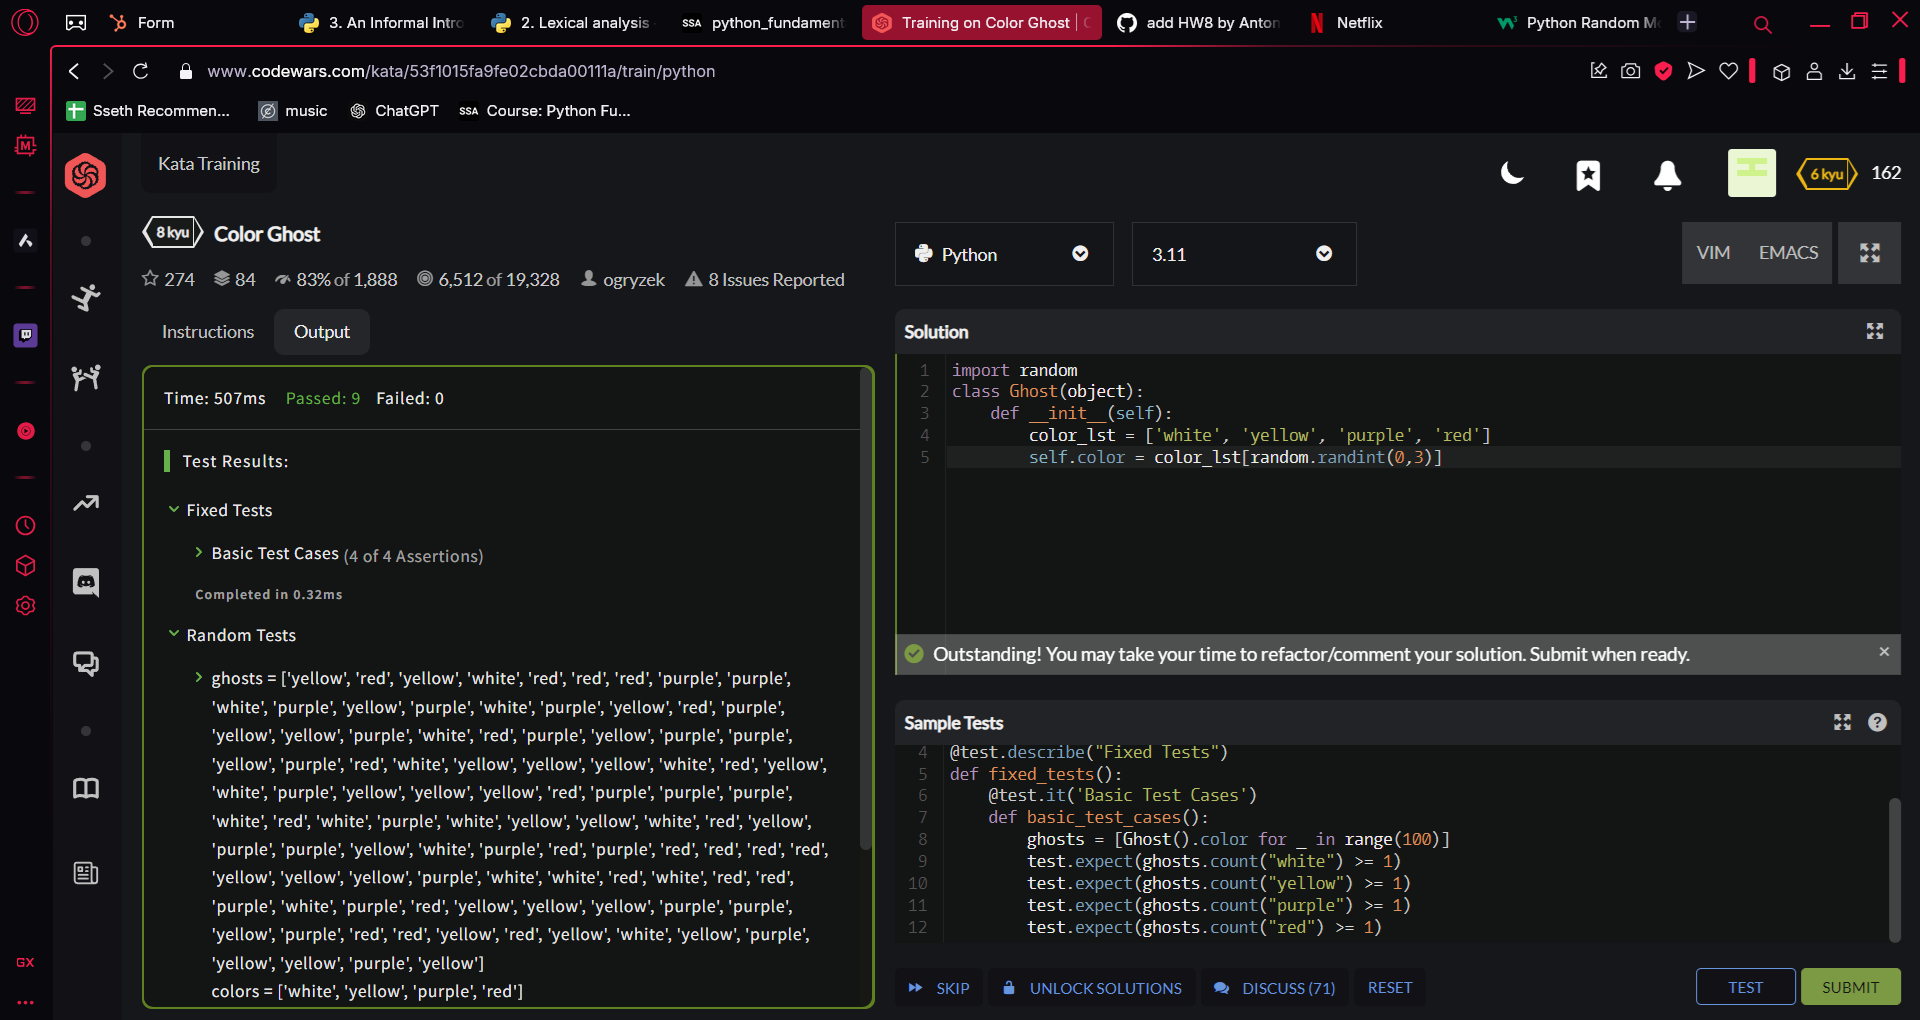 Form
3. An Informal Intro
2. Lexical analysis
SSA python_fundament
Training on Color Ghost | C
add HW8 by Anton
Netflix
Python Random M
www.codewars.com/kata/53f1015fa9fe02cbda00111a/train/python
Sseth Recommen...
music
ChatGPT
SSA Course: Python Fu...
Kata Training
6 kyu
162
8 kyu
Color Ghost
274
84
83% of 1,888
6,512 of 19,328
ogryzek
8 Issues Reported
Python
3.11
VIM
EMACS
Instructions
Output
Solution
Time: 507ms Passed: 9 Failed: 0
Test Results:
Fixed Tests
Basic Test Cases (4 of 4 Assertions)
Completed in 0.32ms
Random Tests
ghosts = ['yellow', 'red', 'yellow', 'white', 'red', 'red', 'red', 'purple', 'purple',
'white', 'purple', 'yellow', 'purple', 'white', 'purple', 'yellow', 'red', 'purple',
'yellow', 'yellow', 'purple', 'white', 'red', 'purple', 'yellow', 'purple', 'purple',
'yellow', 'purple', 'red', 'white', 'yellow', 'yellow', 'yellow', 'white', 'red', 'yellow',
'white', 'purple', 'yellow', 'yellow', 'yellow', 'red', 'purple', 'purple', 'purple',
'white', 'red', 'white', 'purple', 'white', 'yellow', 'yellow', 'white', 'red', 'yellow',
'purple', 'purple', 'yellow', 'white', 'purple', 'red', 'purple', 'red', 'red', 'red', 'red',
'yellow', 'yellow', 'yellow', 'purple', 'white', 'white', 'red', 'white', 'red', 'red',
'purple', 'white', 'purple', 'red', 'yellow', 'yellow', 'yellow', 'purple', 'purple',
'yellow', 'purple', 'red', 'red', 'yellow', 'red', 'yellow', 'white', 'yellow', 'purple',
'yellow', 'yellow', 'purple', 'yellow']
colors = ['white', 'yellow', 'purple', 'red']
1 import random
2 class Ghost(object):
3 def __init__(self):
4 color_lst = ['white', 'yellow', 'purple', 'red']
5 self.color = color_lst[random.randint(0,3)]
Outstanding! You may take your time to refactor/comment your solution. Submit when ready.
Sample Tests
4 @test.describe("Fixed Tests")
5 def fixed_tests():
6 @test.it('Basic Test Cases')
7 def basic_test_cases():
8 ghosts = [Ghost().color for _ in range(100)]
9 test.expect(ghosts.count("white") >= 1)
10 test.expect(ghosts.count("yellow") >= 1)
11 test.expect(ghosts.count("purple") >= 1)
12 test.expect(ghosts.count("red") >= 1)
SKIP
UNLOCK SOLUTIONS
DISCUSS (71)
RESET
TEST
SUBMIT
GX